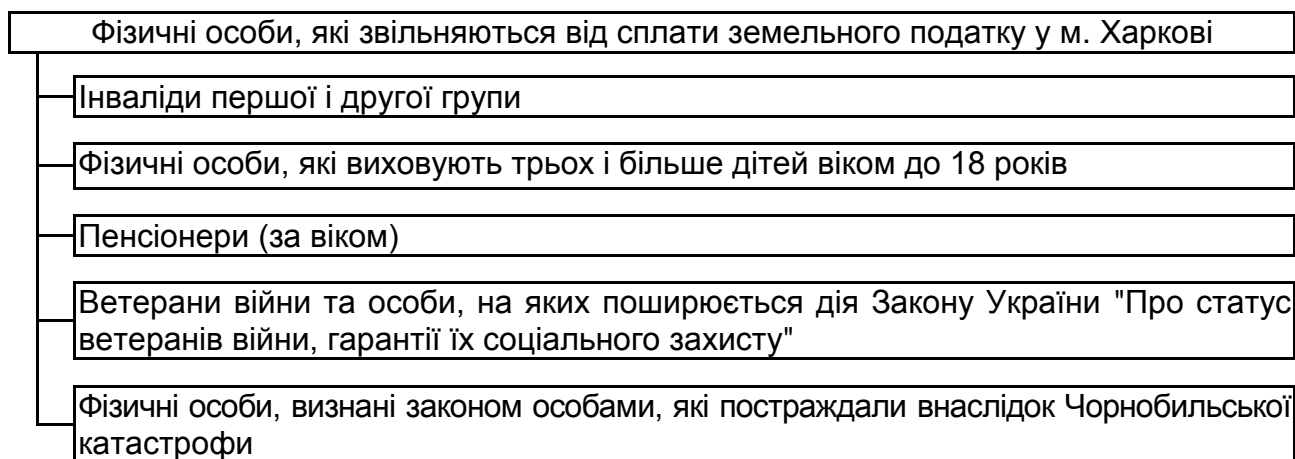 Фізичні особи, які звільняються від сплати земельного податку у м. Харкові
Інваліди першої і другої групи
Фізичні особи, які виховують трьох і більше дітей віком до 18 років
Пенсіонери (за віком)
Ветерани війни та особи, на яких поширюється дія Закону України "Про статус
ветеранів війни, гарантії їх соціального захисту"
Фізичні особи, визнані законом особами, які постраждали внаслідок Чорнобильської
катастрофи